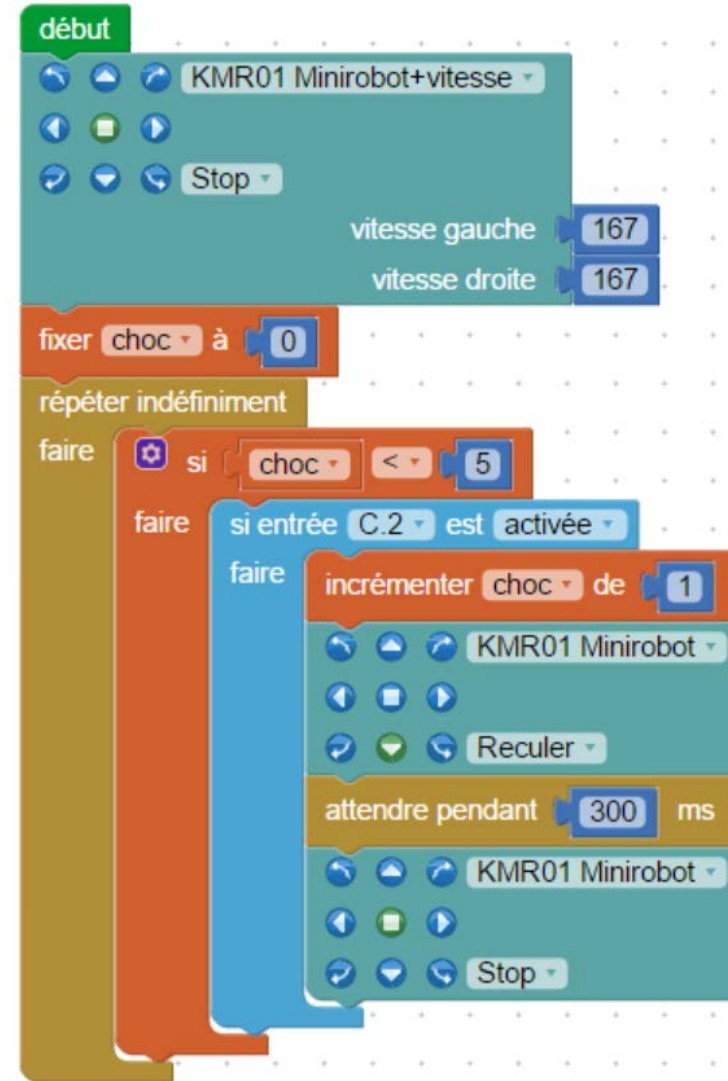 début
KMR01 Minirobot+vitesse
Stop
vitesse gauche 167
vitesse droite 167
fixer choc à 0
répéter indéfiniment
faire si choc < 5
faire si entrée C.2 est activée
faire incrémenter choc de 1
KMR01 Minirobot
Reculer
attendre pendant 300 ms
KMR01 Minirobot
Stop